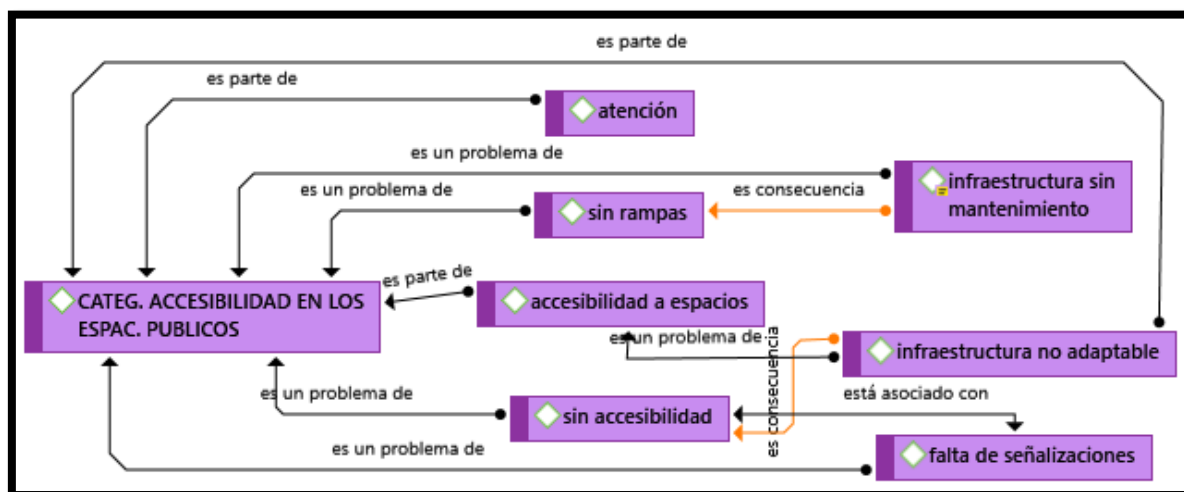 es parte de
es parte de
atención
es un problema de
es un problema de
es consecuencia
infraestructura sin
mantenimiento
sin rampas
es parte de
CATEG. ACCESIBILIDAD EN LOS
ESPAC. PUBLICOS
accesibilidad a espacios
es un problema de
es consecuencia
infraestructura no adaptable
es un problema de
sin accesibilidad
está asociado con
es un problema de
falta de señalizaciones